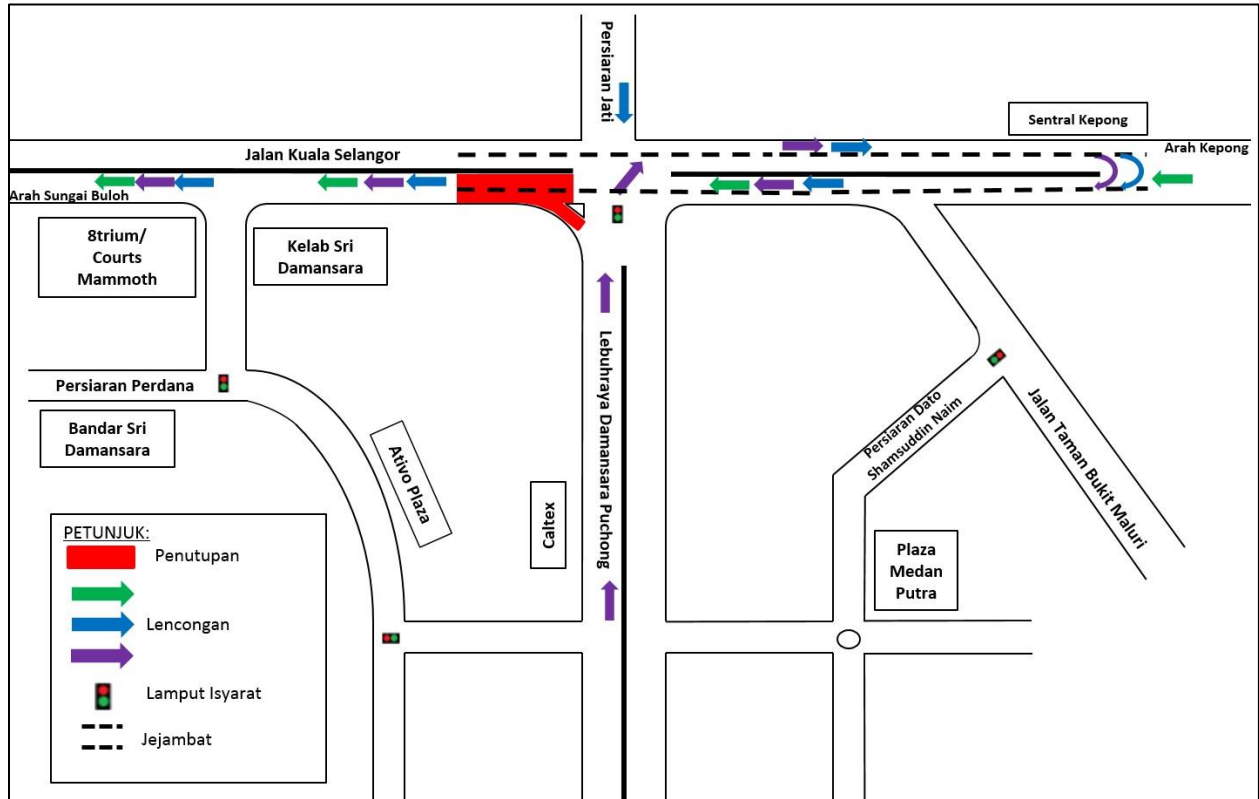 Persiaran Jati
Sentral Kepong
Jalan Kuala Selangor
Arah Kepong
Arah Sungai Buloh
8trium/
Courts
Mammoth
Kelab Sri
Damansara
Lebuhraya Damansara Puchong
Persiaran Perdana
Bandar Sri
Damansara
Ativo Plaza
Caltex
Persiaran Dato
Shamsuddin Naim
Jalan Taman Bukit Maluri
Plaza
Medan
Putra
PETUNJUK:
Penutupan
Lencongan
Lamput Isyarat
Jejambat